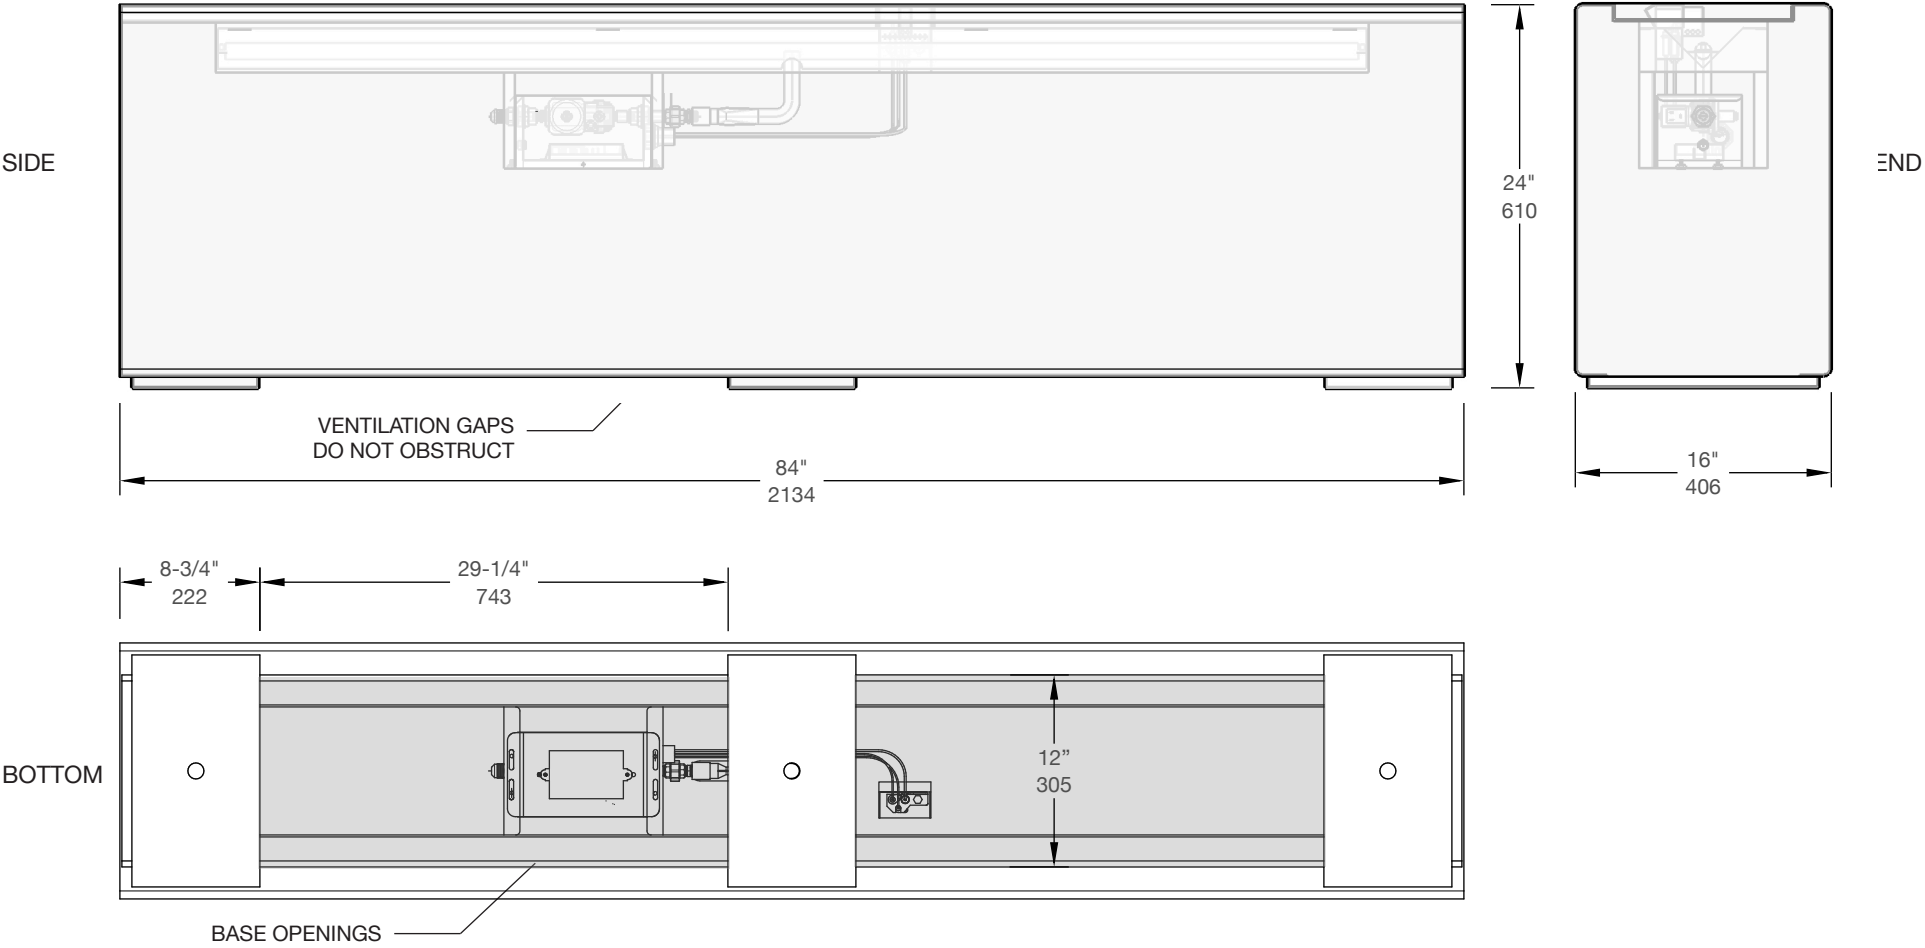 SIDE
24"
610
END
VENTILATION GAPS
DO NOT OBSTRUCT
84"
2134
16"
406
8-3/4"
222
29-1/4"
743
BOTTOM
12”
305
BASE OPENINGS